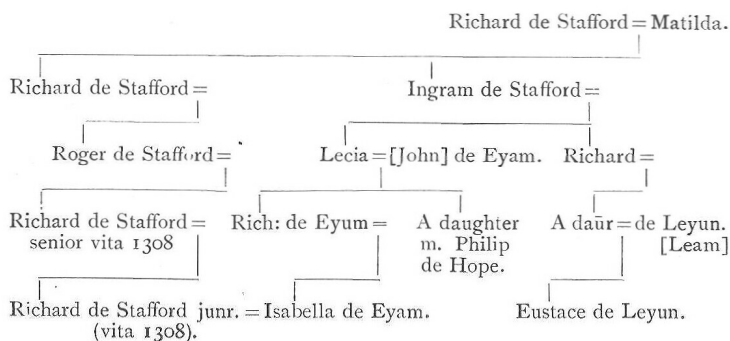 Richard de Stafford = Matilda.
Richard de Stafford = Ingram de Stafford =
Roger de Stafford = Lecia = [John] de Eyam. Richard =
Richard de Stafford = Rich: de Eyum = A daughter A daūr = de Leyun.
senior vita 1308 m. Philip [Leam]
de Hope.
Richard de Stafford junr. = Isabella de Eyam. Eustace de Leyun.
(vita 1308).